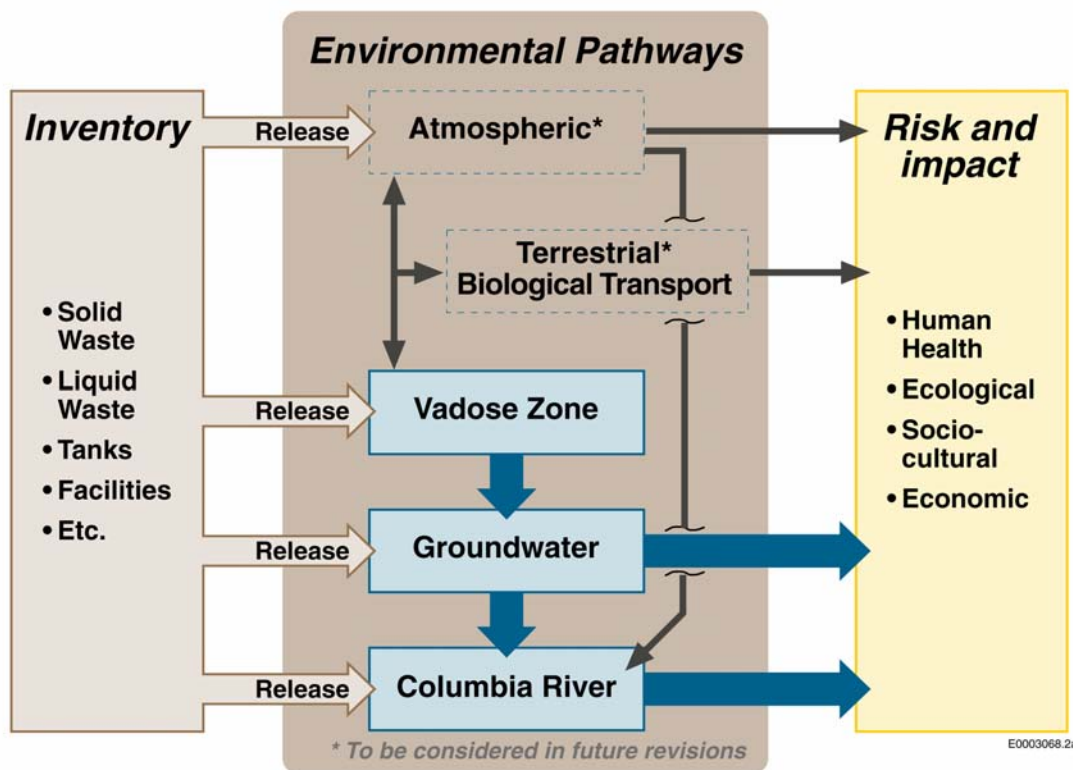 Environmental Pathways
Inventory
• Solid
Waste
• Liquid
Waste
• Tanks
• Facilities
• Etc.
Release
Release
Release
Release
Atmospheric*
Terrestrial*
Biological Transport
Vadose Zone
Groundwater
Columbia River
* To be considered in future revisions
Risk and
impact
• Human
Health
• Ecological
• Socio-
cultural
• Economic